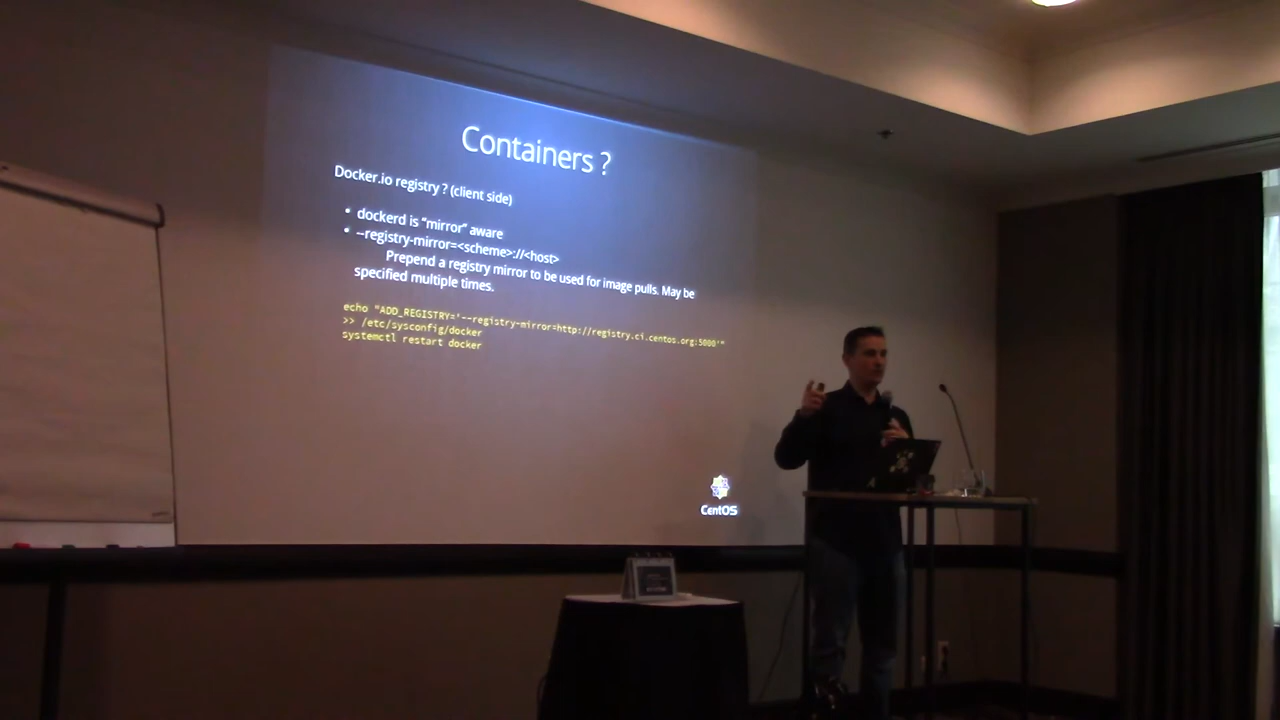 Containers ?
Docker.io registry ? (client side)
• dockerd is “mirror” aware
• --registry-mirror=<scheme>://<host>
Prepend a registry mirror to be used for image pulls. May be
specified multiple times.
echo "ADD_REGISTRY='--registry-mirror=http://registry.ci.centos.org:5000'"
>> /etc/sysconfig/docker
systemctl restart docker
CentOS